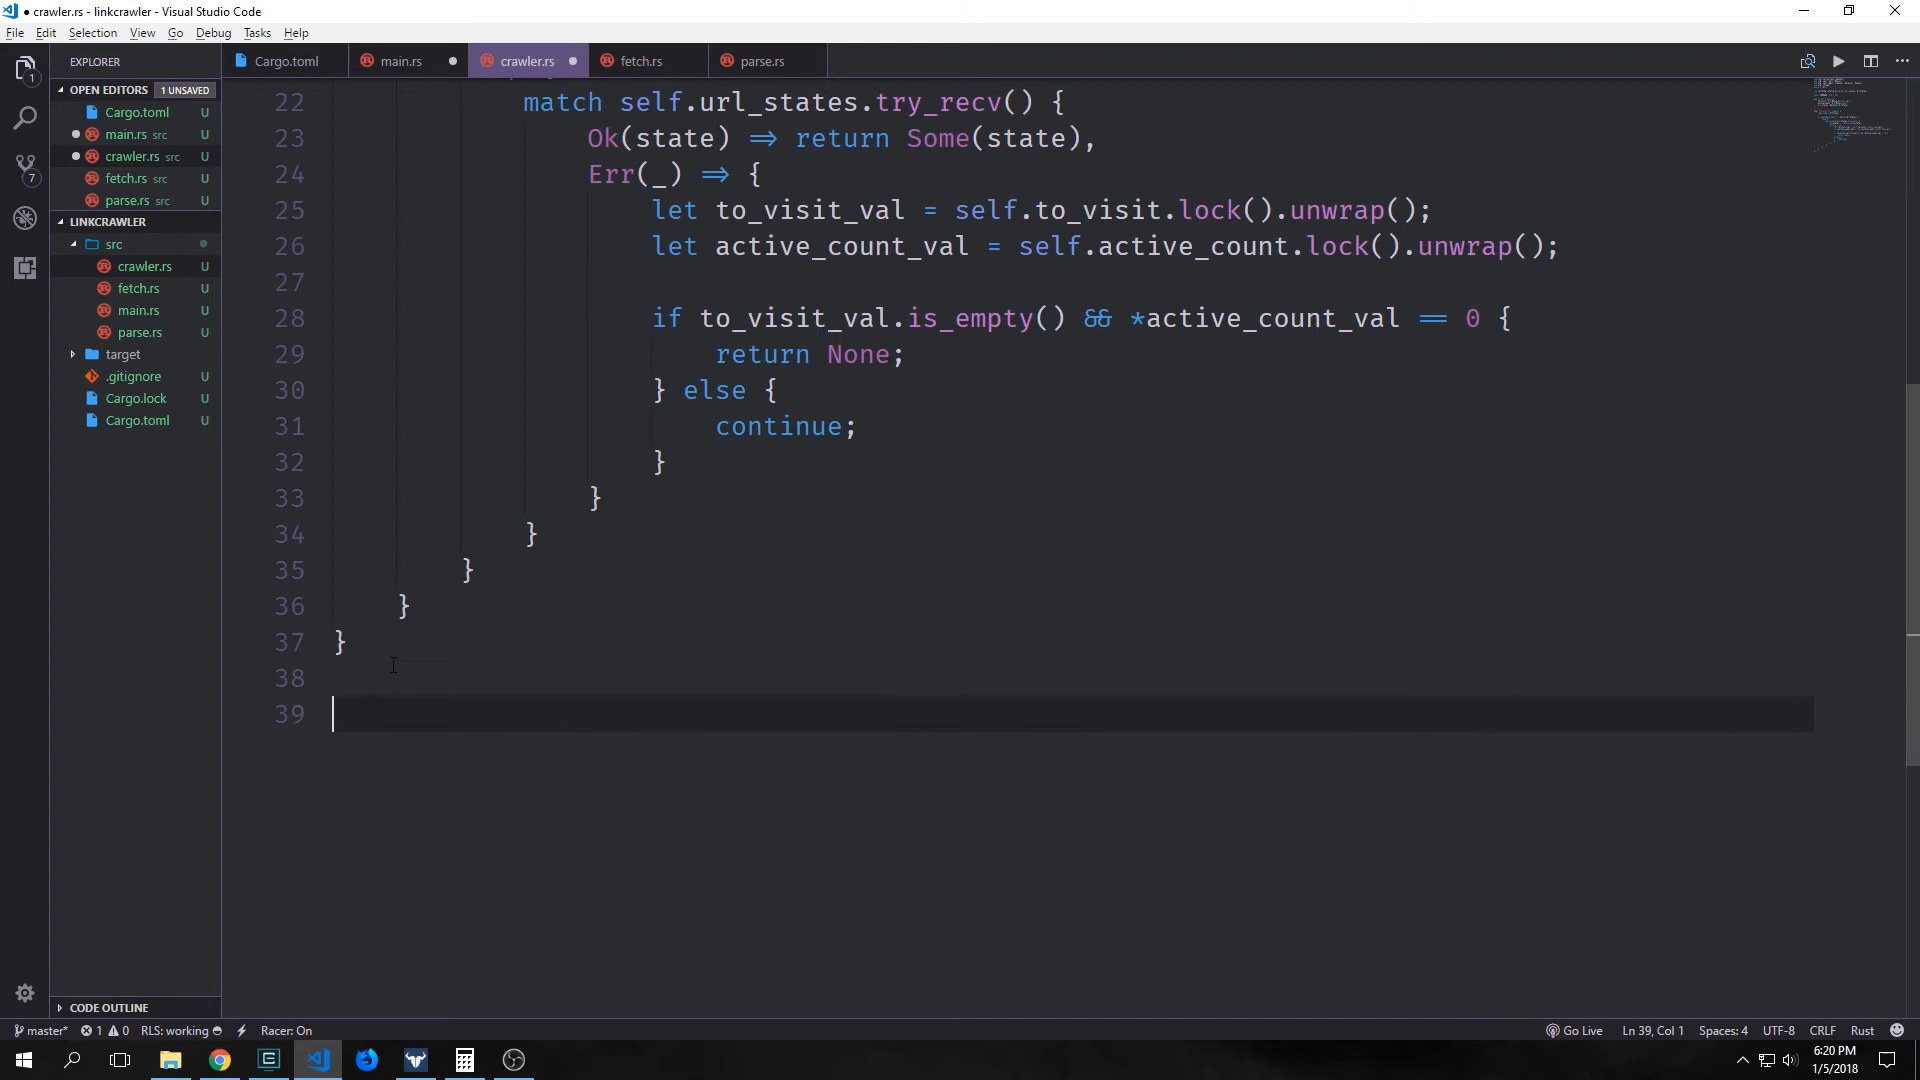 ● crawler.rs - linkcrawler - Visual Studio Code
File Edit Selection View Go Debug Tasks Help
EXPLORER
Cargo.toml main.rs crawler.rs fetch.rs parse.rs
OPEN EDITORS 1 UNSAVED
Cargo.toml
main.rs src
crawler.rs src
fetch.rs src
parse.rs src
LINKCRAWLER
src
crawler.rs U
fetch.rs U
main.rs U
parse.rs U
target
.gitignore U
Cargo.lock U
Cargo.toml U
CODE OUTLINE
1
7
22 match self.url_states.try_recv() {
23 Ok(state) => return Some(state),
24 Err(_) => {
25 let to_visit_val = self.to_visit.lock().unwrap();
26 let active_count_val = self.active_count.lock().unwrap();
27
28 if to_visit_val.is_empty() && *active_count_val == 0 {
29 return None;
30 } else {
31 continue;
32 }
33 }
34 }
35 }
36 }
37 }
38
39
master* 1 0 RLS: working Racer: On Go Live Ln 39, Col 1 Spaces: 4 UTF-8 CRLF Rust
6:20 PM
1/5/2018